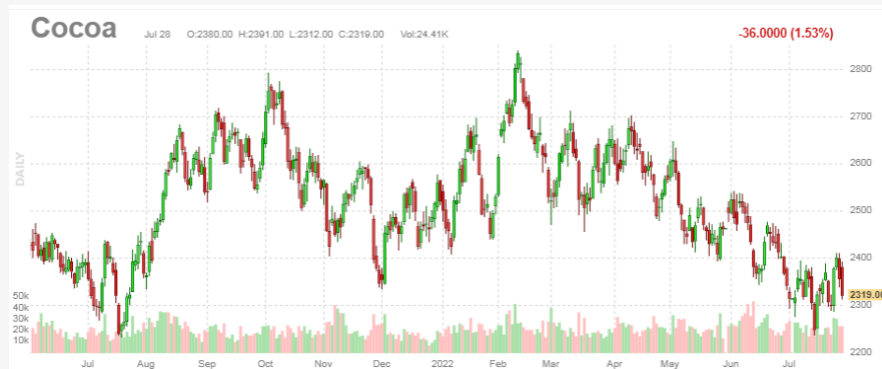 Cocoa Jul 28 O:2380.00 H:2391.00 L:2312.00 C:2319.00 Vol:24.41K -36.0000 (1.53%)
2800
2700
2600
DAILY
2500
2400
50k
2319.00
40k
2300
30k
20k
10k
2200
Jul Aug Sep Oct Nov Dec 2022 Feb Mar Apr May Jun Jul